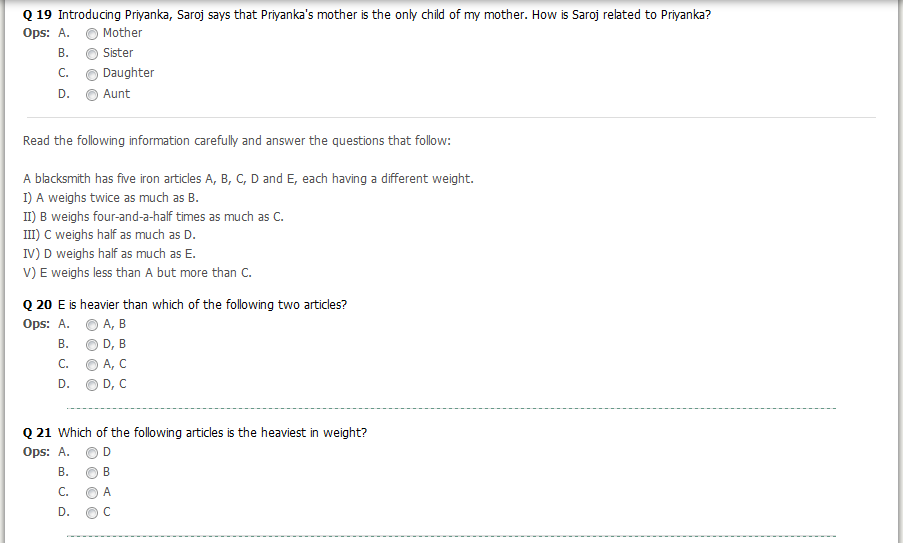 Q 19 Introducing Priyanka, Saroj says that Priyanka's mother is the only child of my mother. How is Saroj related to Priyanka?
Ops: A. Mother
B. Sister
C. Daughter
D. Aunt
Read the following information carefully and answer the questions that follow:
A blacksmith has five iron articles A, B, C, D and E, each having a different weight.
I) A weighs twice as much as B.
II) B weighs four-and-a-half times as much as C.
III) C weighs half as much as D.
IV) D weighs half as much as E.
V) E weighs less than A but more than C.
Q 20 E is heavier than which of the following two articles?
Ops: A. A, B
B. D, B
C. A, C
D. D, C
Q 21 Which of the following articles is the heaviest in weight?
Ops: A. D
B. B
C. A
D. C